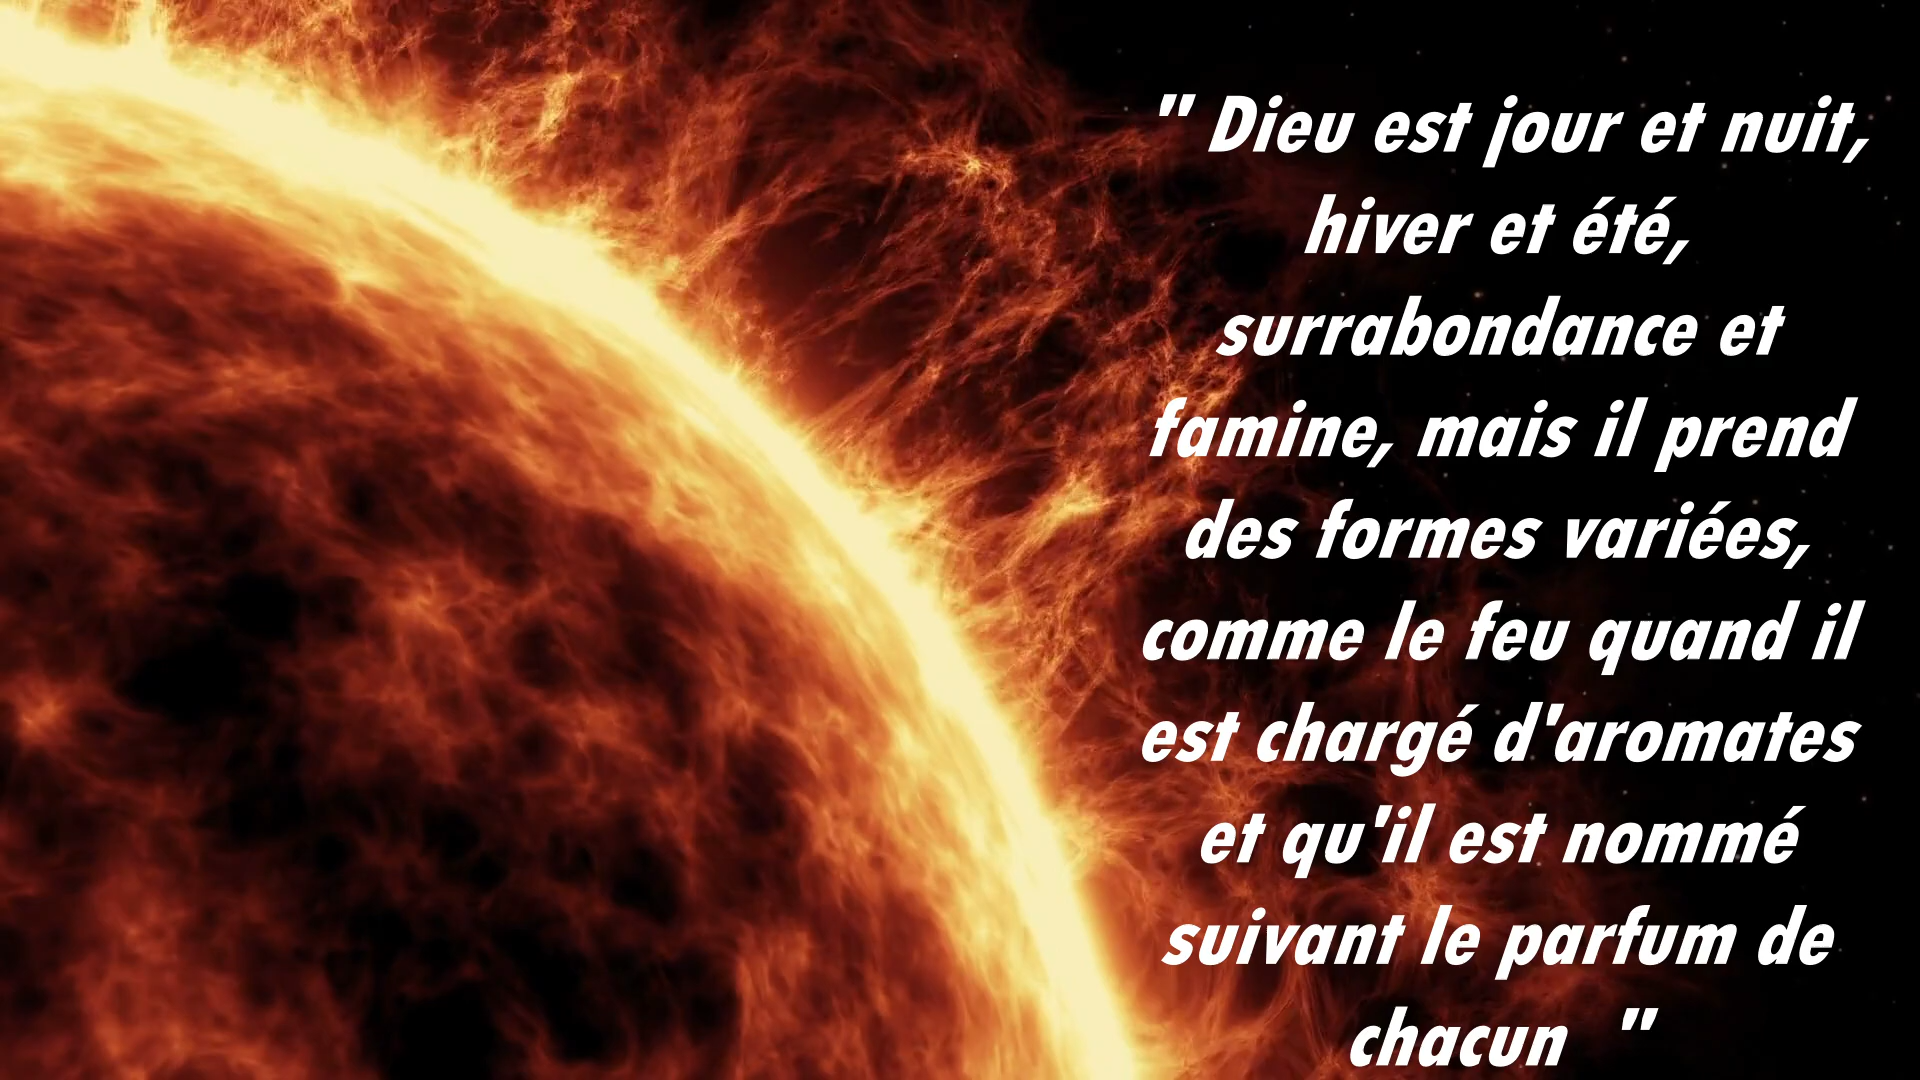 " Dieu est jour et nuit,
hiver et été,
surrabondance et
famine, mais il prend
des formes variées,
comme le feu quand il
est chargé d'aromates
et qu'il est nommé
suivant le parfum de
chacun "